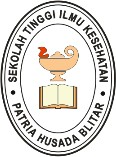 SEKOLAH TINGGI ILMU KESEHATAN
PATRIA HUSADA BLITAR